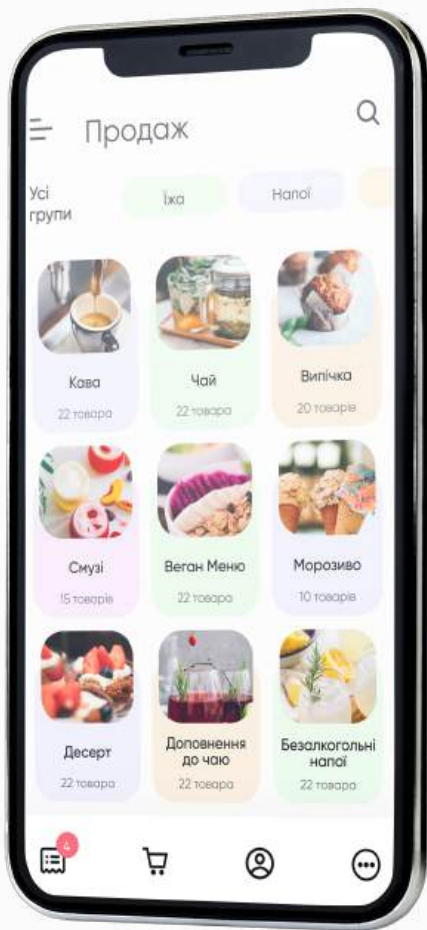 Продаж
Усі
групи
Їжа
Напої
Кава
22 товара
Чай
22 товара
Випічка
20 товарів
Смузі
15 товарів
Веган Меню
22 товара
Морозиво
10 товарів
Десерт
22 товара
Доповнення
до чаю
22 товара
Безалкогольні
напої
22 товара
4